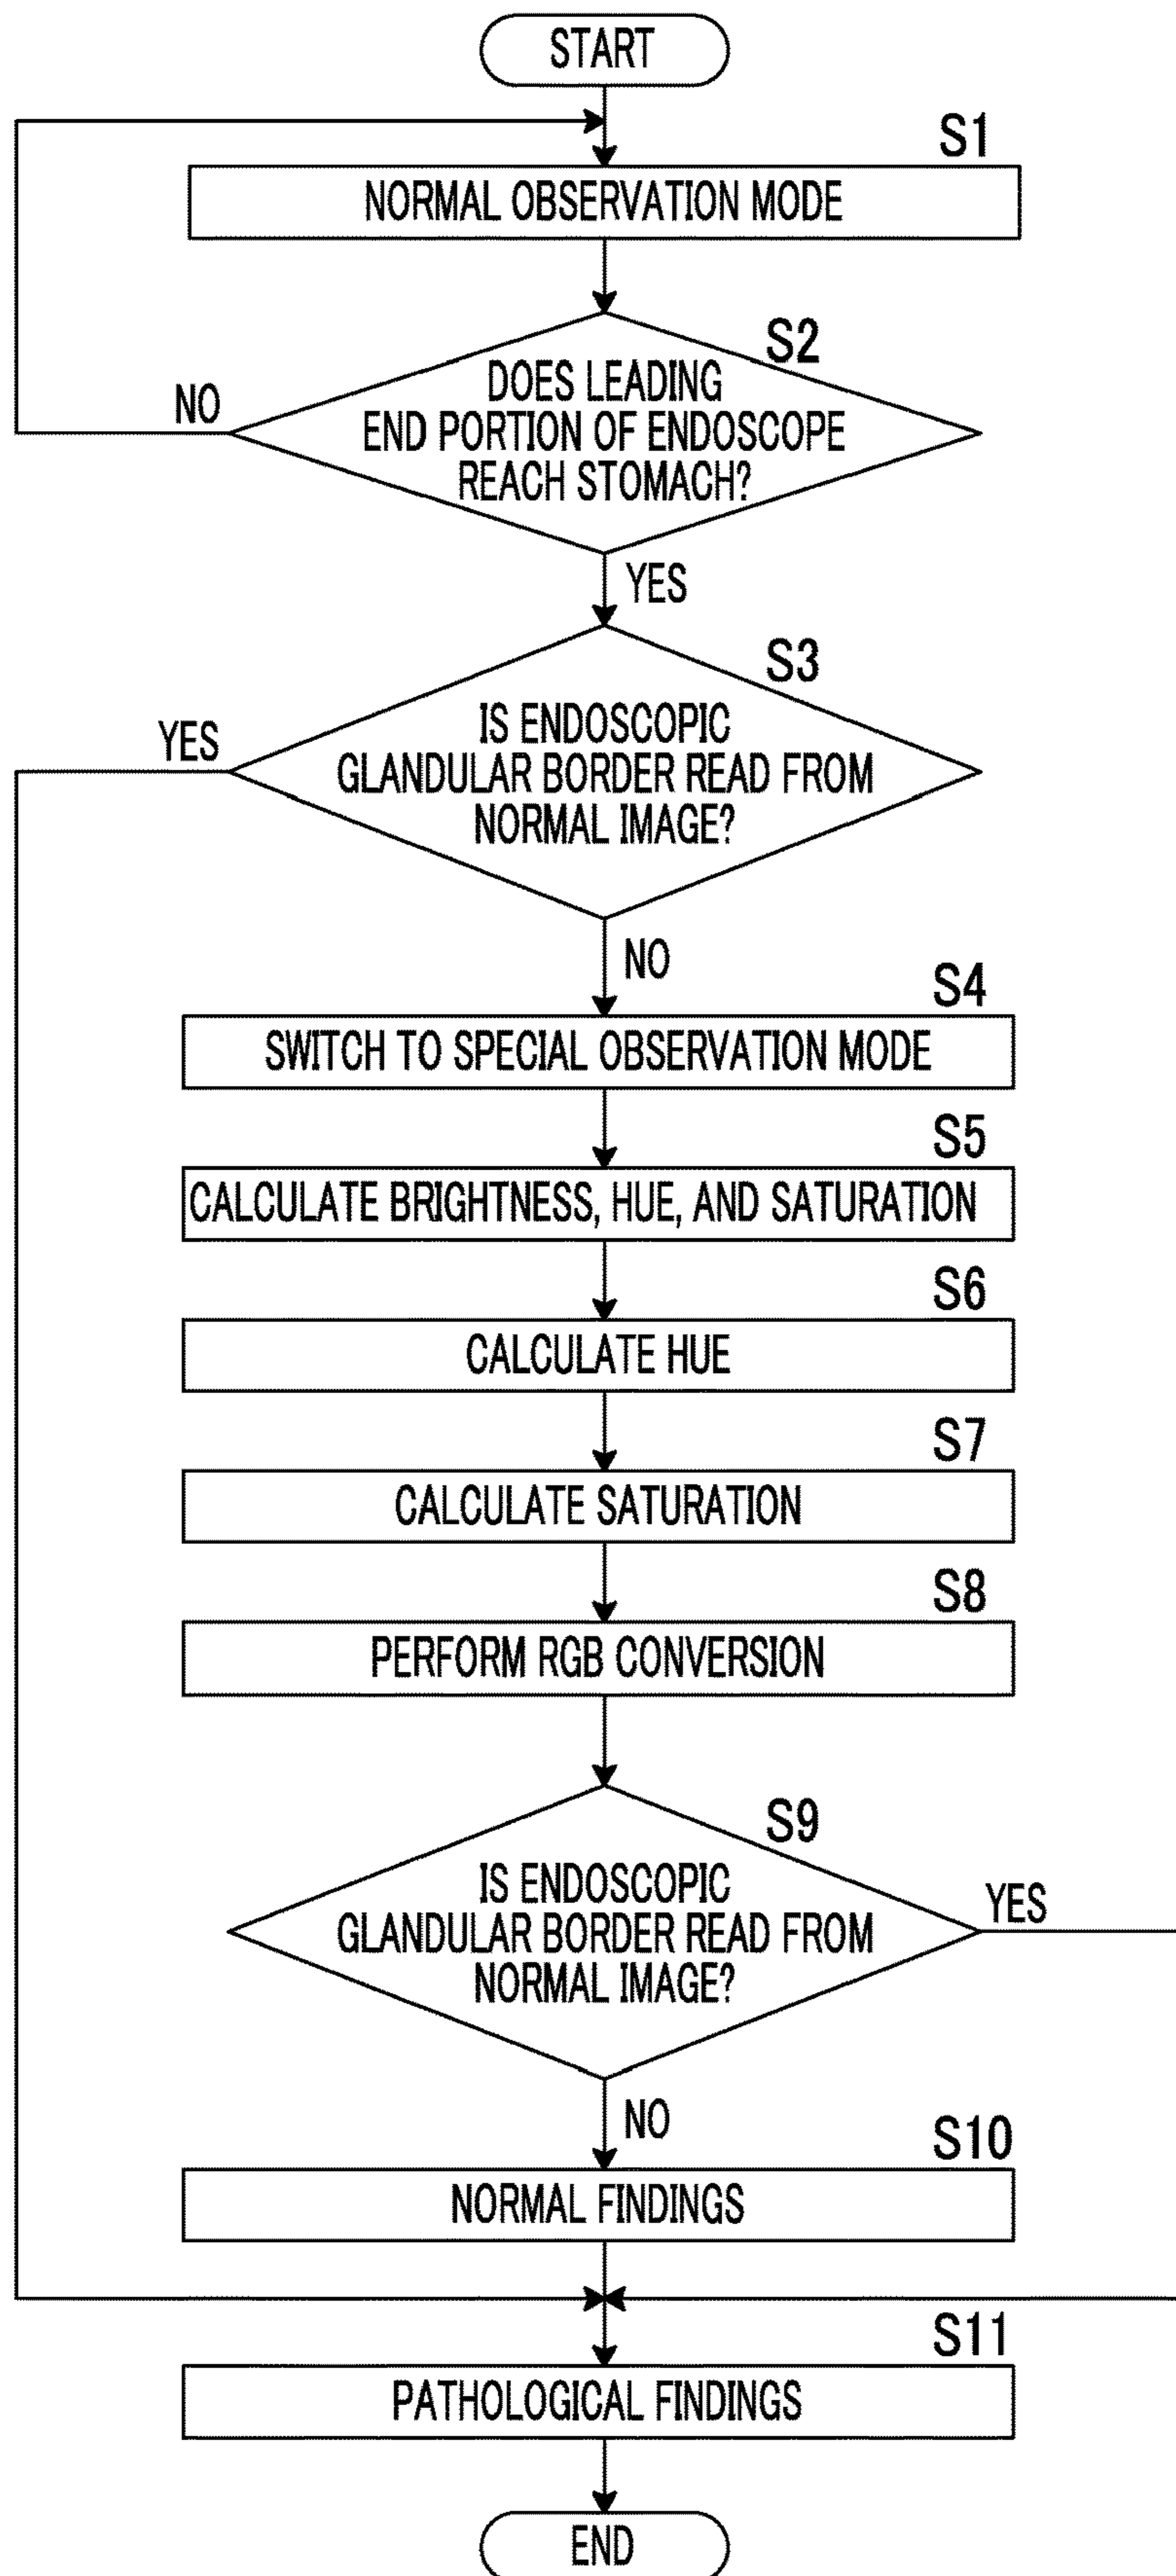 START
S1
NORMAL OBSERVATION MODE
S2
DOES LEADING
END PORTION OF ENDOSCOPE
REACH STOMACH?
NO
YES
S3
IS ENDOSCOPIC
GLANDULAR BORDER READ FROM
NORMAL IMAGE?
YES
NO
S4
SWITCH TO SPECIAL OBSERVATION MODE
S5
CALCULATE BRIGHTNESS, HUE, AND SATURATION
S6
CALCULATE HUE
S7
CALCULATE SATURATION
S8
PERFORM RGB CONVERSION
S9
IS ENDOSCOPIC
GLANDULAR BORDER READ FROM
NORMAL IMAGE?
YES
NO
S10
NORMAL FINDINGS
S11
PATHOLOGICAL FINDINGS
END